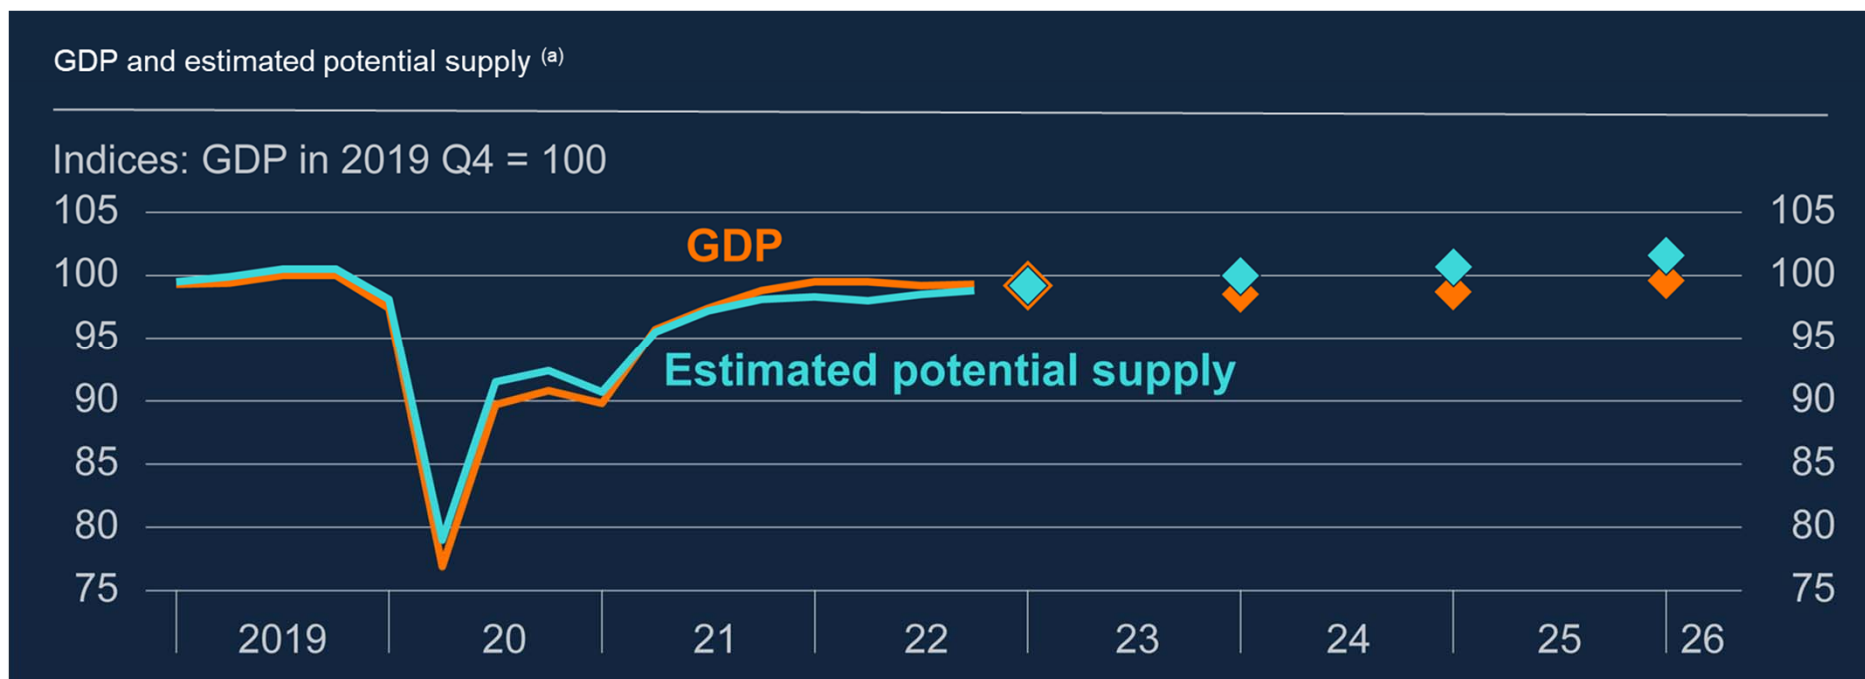 GDP and estimated potential supply (a)
Indices: GDP in 2019 Q4 = 100
105 105
GDP
100 100
95 95
Estimated potential supply
90 90
85 85
80 80
75 75
2019 20 21 22 23 24 25 26